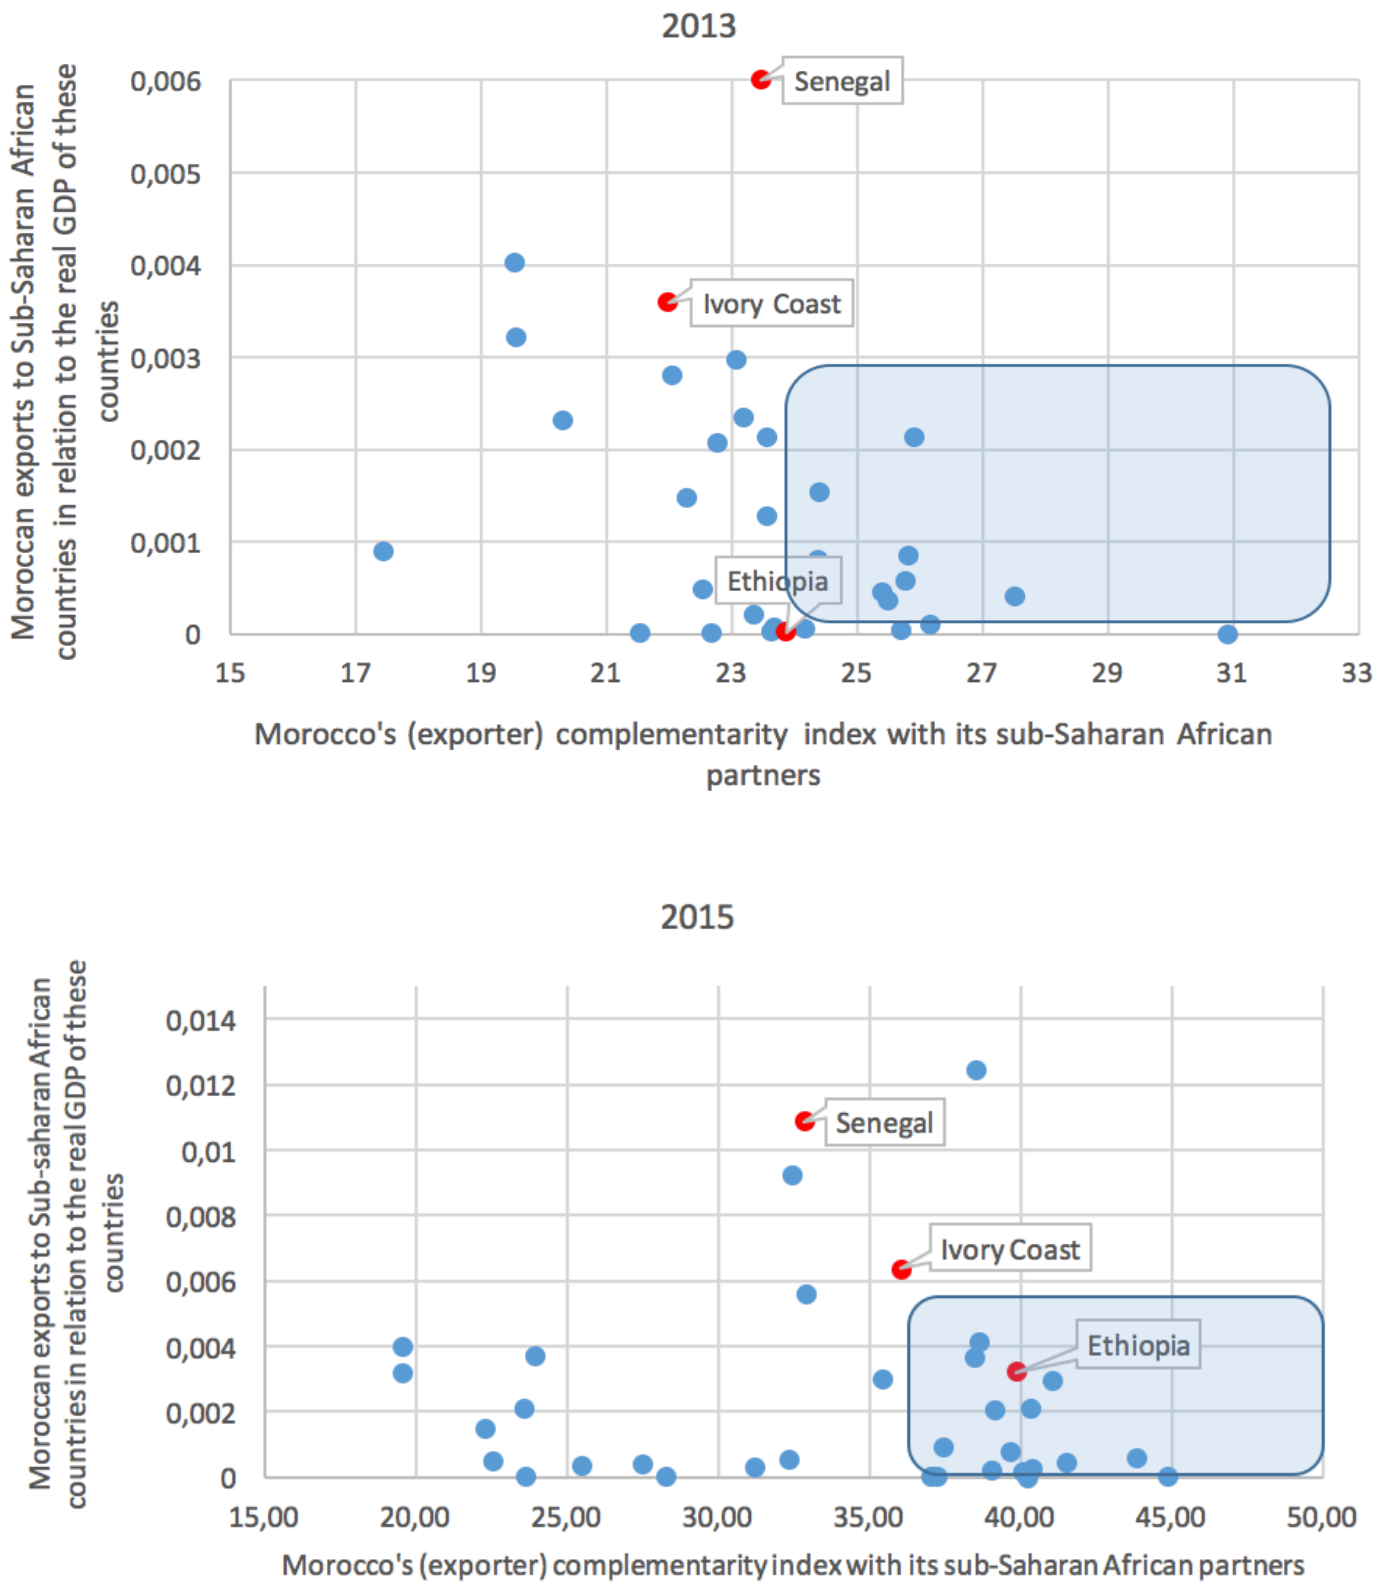 2013
Moroccan exports to Sub-Saharan African
countries in relation to the real GDP of these
countries
0,006
0,005
0,004
0,003
0,002
0,001
0
Senegal
Ivory Coast
Ethiopia
15 17 19 21 23 25 27 29 31 33
Morocco's (exporter) complementarity index with its sub-Saharan African
partners
2015
Moroccan exports to Sub-saharan African
countries in relation to the real GDP of these
countries
0,014
0,012
0,01
0,008
0,006
0,004
0,002
0
Senegal
Ivory Coast
Ethiopia
15,00 20,00 25,00 30,00 35,00 40,00 45,00 50,00
Morocco's (exporter) complementarity index with its sub-Saharan African partners